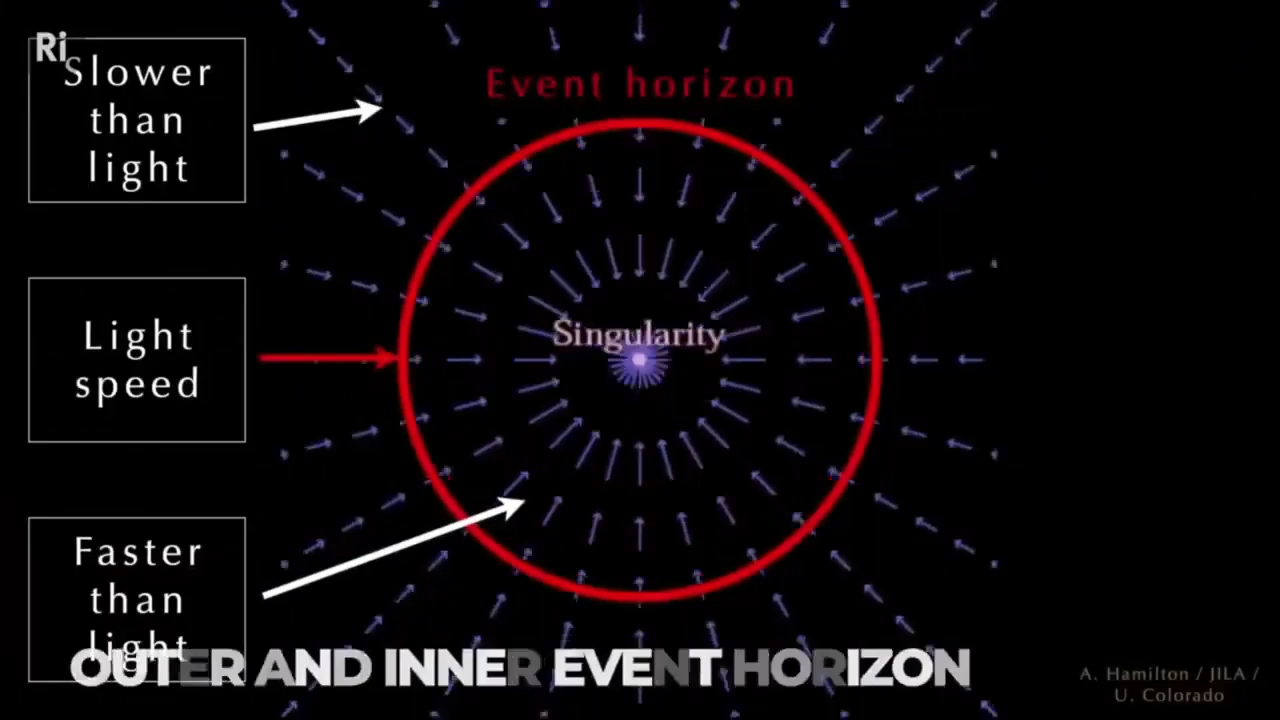 Ri
Slower
than
light
Event horizon
Singularity
Light
speed
Faster
than
light
OUTER AND INNER EVENT HORIZON
A. Hamilton / JILA /
U. Colorado